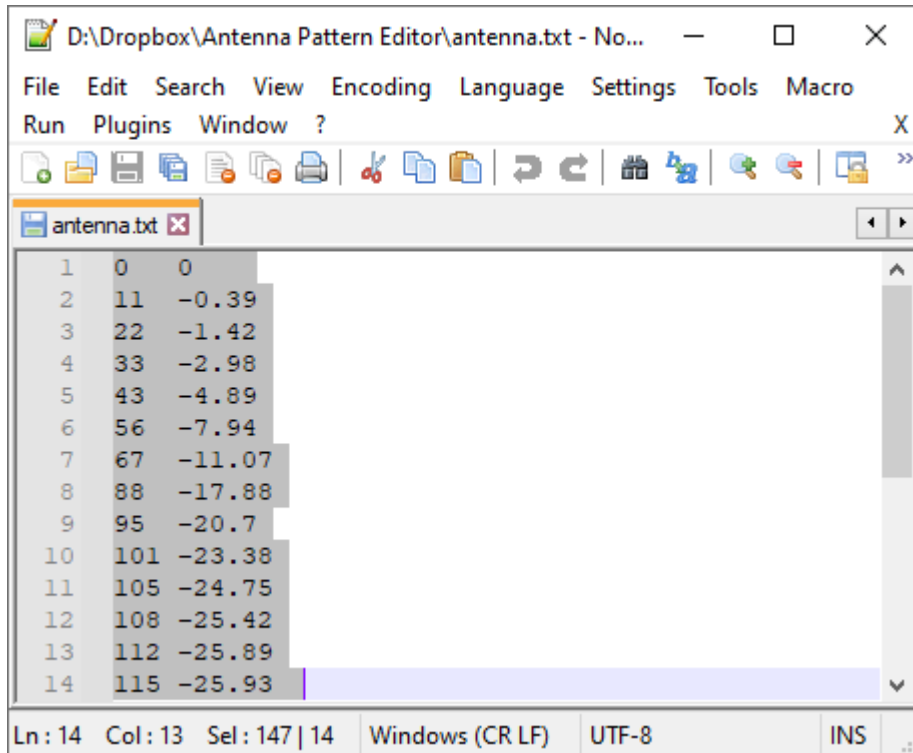 D:\Dropbox\Antenna Pattern Editor\antenna.txt - No...
File Edit Search View Encoding Language Settings Tools Macro
Run Plugins Window ? X
antenna.txt
1 0 0
2 11 -0.39
3 22 -1.42
4 33 -2.98
5 43 -4.89
6 56 -7.94
7 67 -11.07
8 88 -17.88
9 95 -20.7
10 101 -23.38
11 105 -24.75
12 108 -25.42
13 112 -25.89
14 115 -25.93
Ln : 14 Col : 13 Sel : 147 | 14 Windows (CR LF) UTF-8 INS